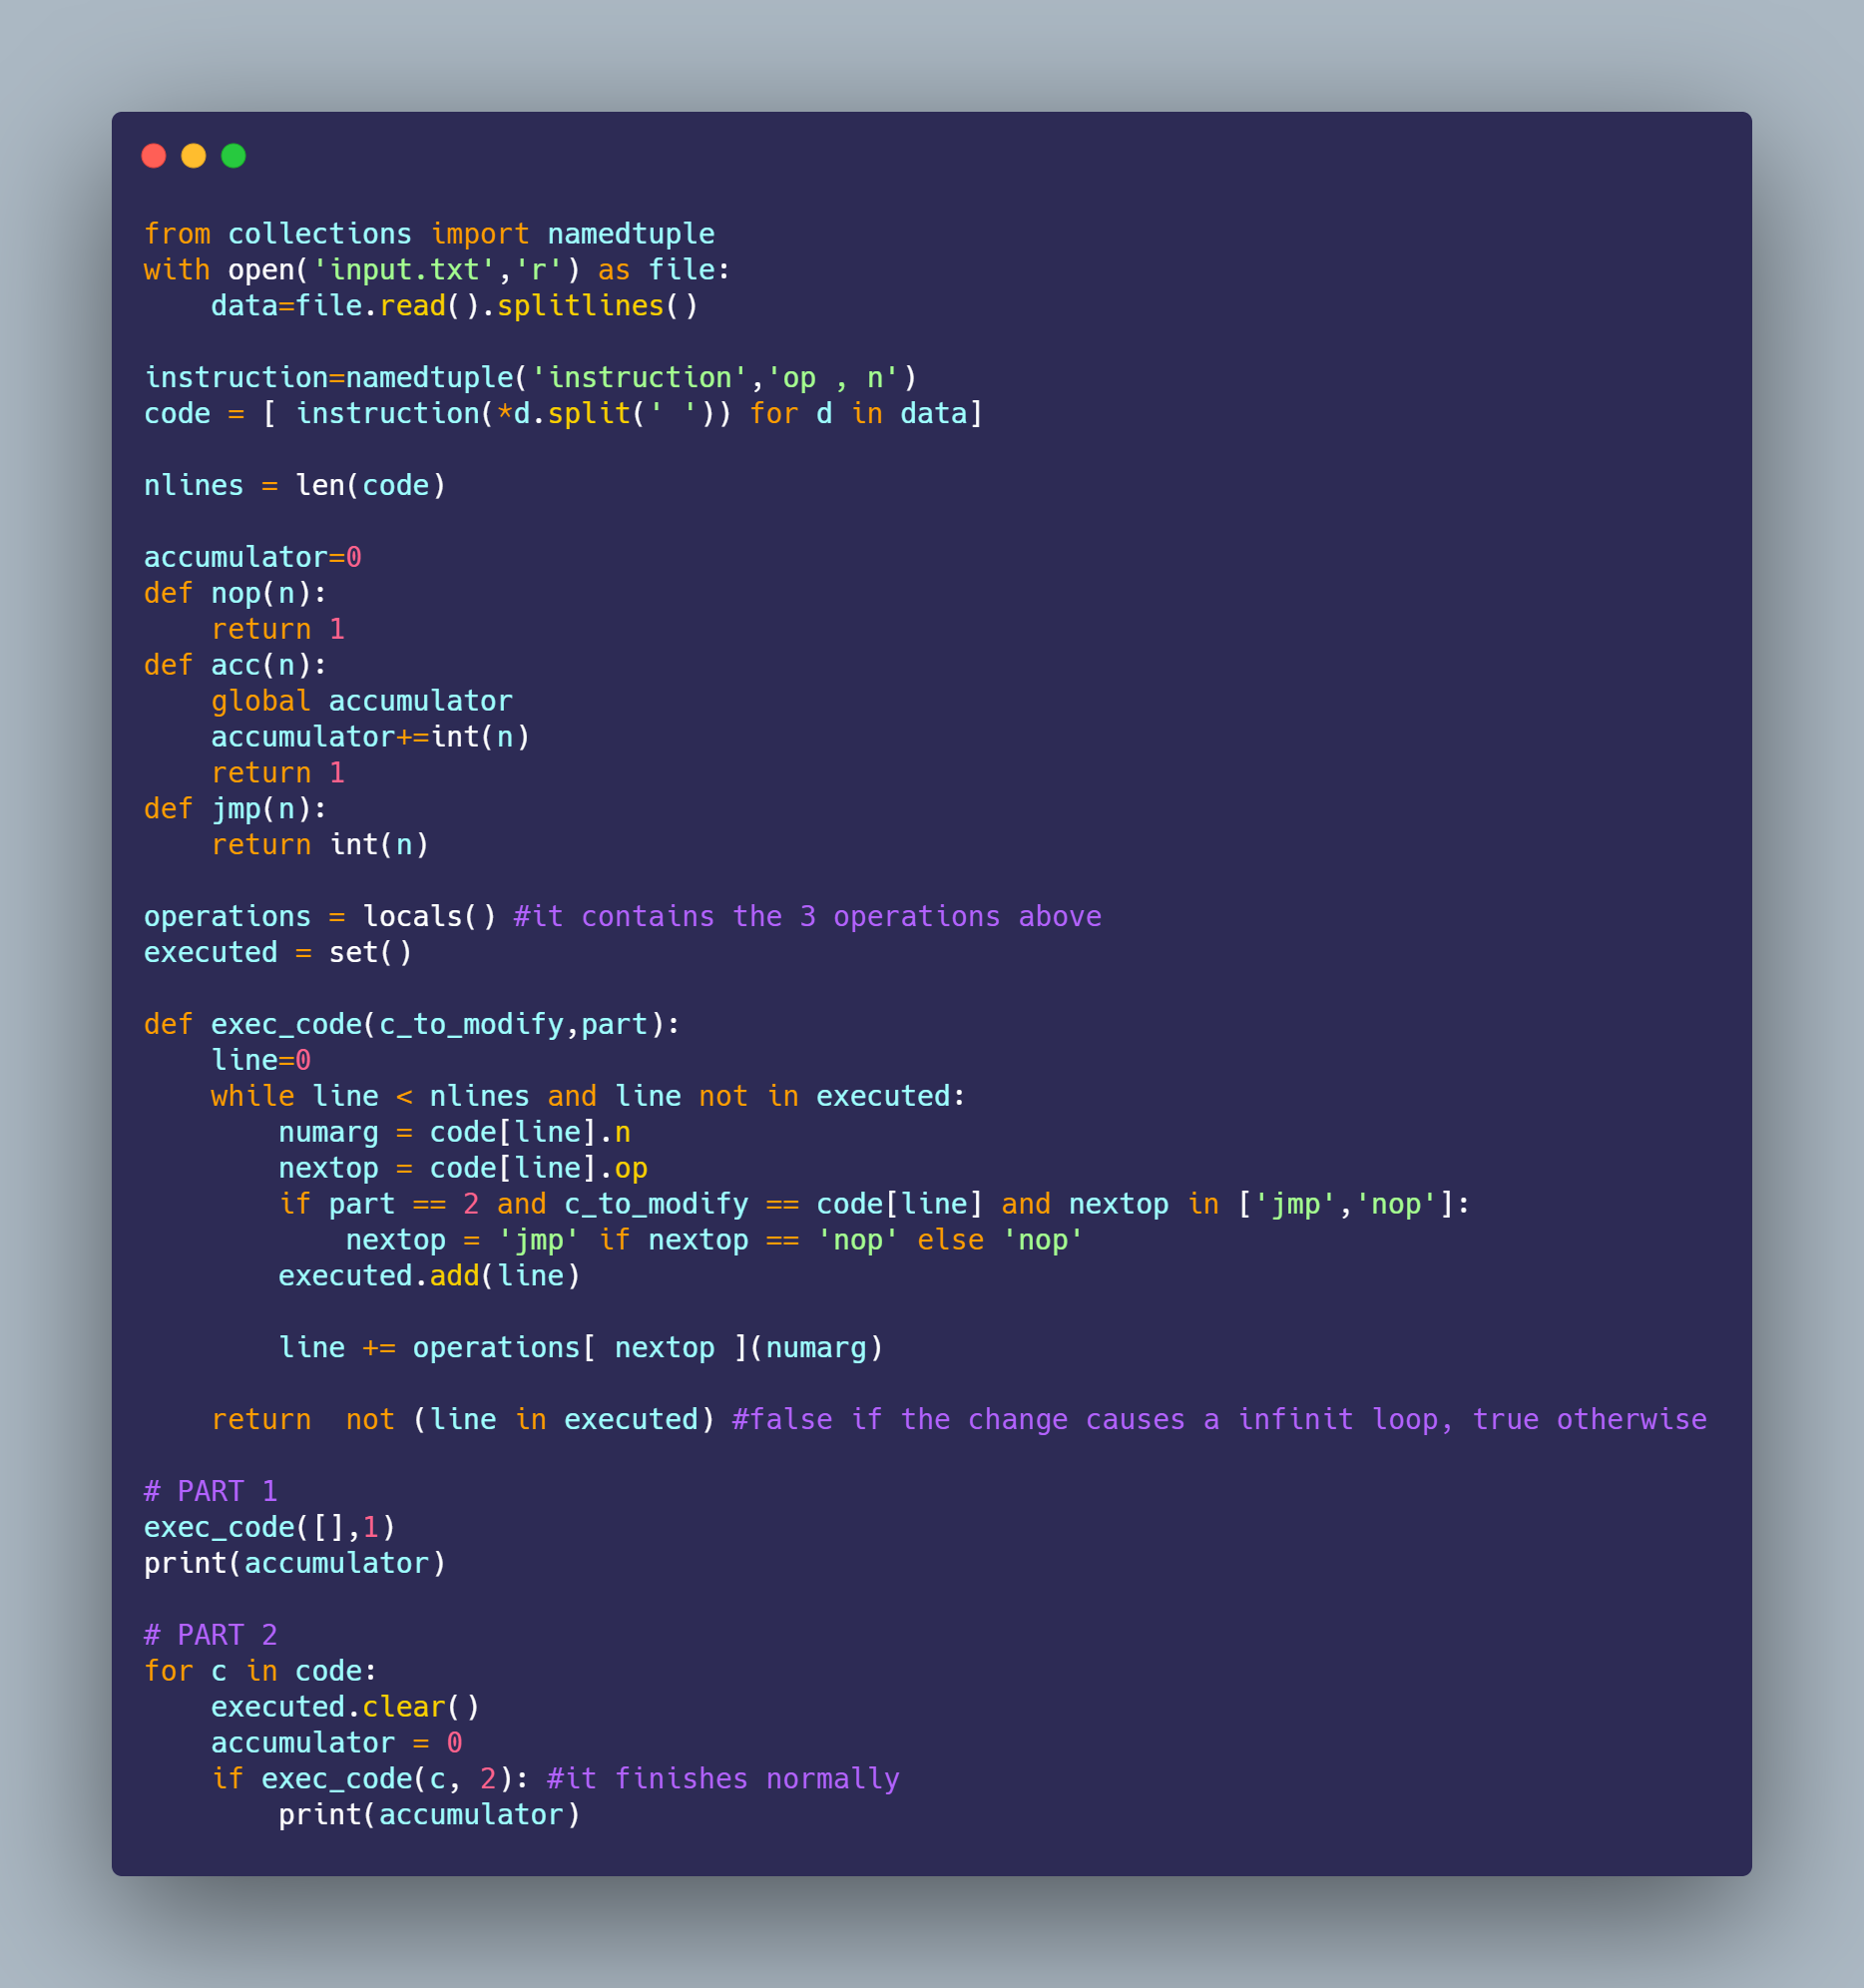 from collections import namedtuple
with open('input.txt','r') as file:
    data=file.read().splitlines()

instruction=namedtuple('instruction','op , n')
code = [ instruction(*d.split(' ')) for d in data]

nlines = len(code)

accumulator=0
def nop(n):
    return 1
def acc(n):
    global accumulator
    accumulator+=int(n)
    return 1
def jmp(n):
    return int(n)

operations = locals() #it contains the 3 operations above
executed = set()

def exec_code(c_to_modify,part):
    line=0
    while line < nlines and line not in executed:
        numarg = code[line].n
        nextop = code[line].op
        if part == 2 and c_to_modify == code[line] and nextop in ['jmp','nop']:
            nextop = 'jmp' if nextop == 'nop' else 'nop'
        executed.add(line)

        line += operations[ nextop ](numarg)

    return  not (line in executed) #false if the change causes a infinit loop, true otherwise

# PART 1
exec_code([],1)
print(accumulator)

# PART 2
for c in code:
    executed.clear()
    accumulator = 0
    if exec_code(c, 2): #it finishes normally
        print(accumulator)